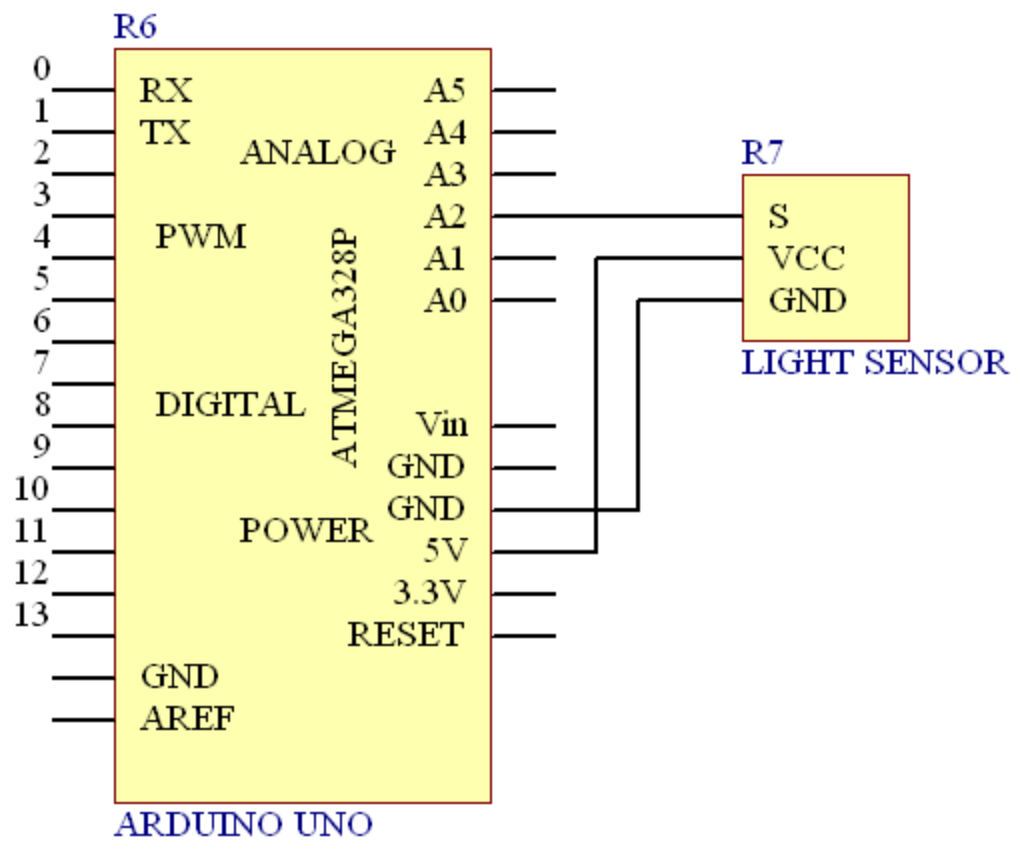 R6
0
1
2
3
4
5
6
7
8
9
10
11
12
13
RX
TX
ANALOG
PWM
DIGITAL
ATMEGA328P
POWER
GND
AREF
A5
A4
A3
A2
A1
A0
Vin
GND
GND
5V
3.3V
RESET
ARDUINO UNO
R7
S
VCC
GND
LIGHT SENSOR